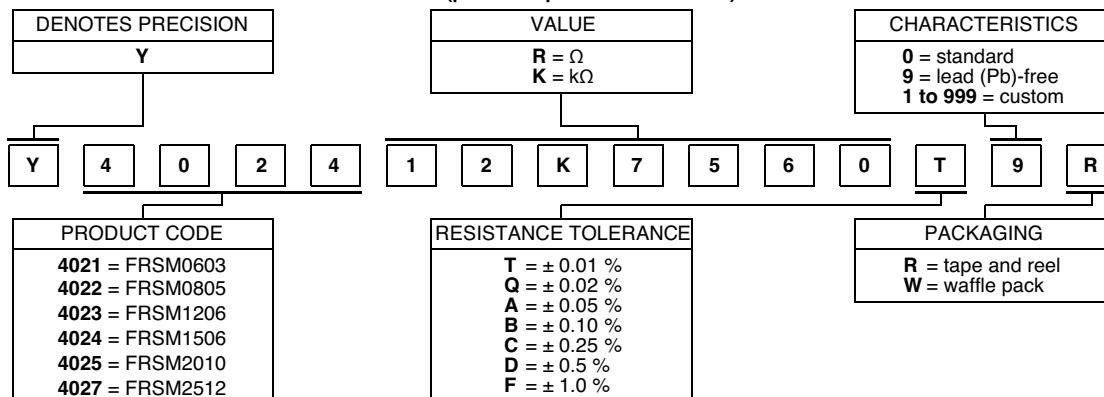 DENOTES PRECISION
Y
VALUE
R = Ω
K = kΩ
CHARACTERISTICS
0 = standard
9 = lead (Pb)-free
1 to 999 = custom
Y 4 0 2 4 1 2 K 7 5 6 0 T 9 R
PRODUCT CODE
4021 = FRSM0603
4022 = FRSM0805
4023 = FRSM1206
4024 = FRSM1506
4025 = FRSM2010
4027 = FRSM2512
RESISTANCE TOLERANCE
T = ± 0.01 %
Q = ± 0.02 %
A = ± 0.05 %
B = ± 0.10 %
C = ± 0.25 %
D = ± 0.5 %
F = ± 1.0 %
PACKAGING
R = tape and reel
W = waffle pack